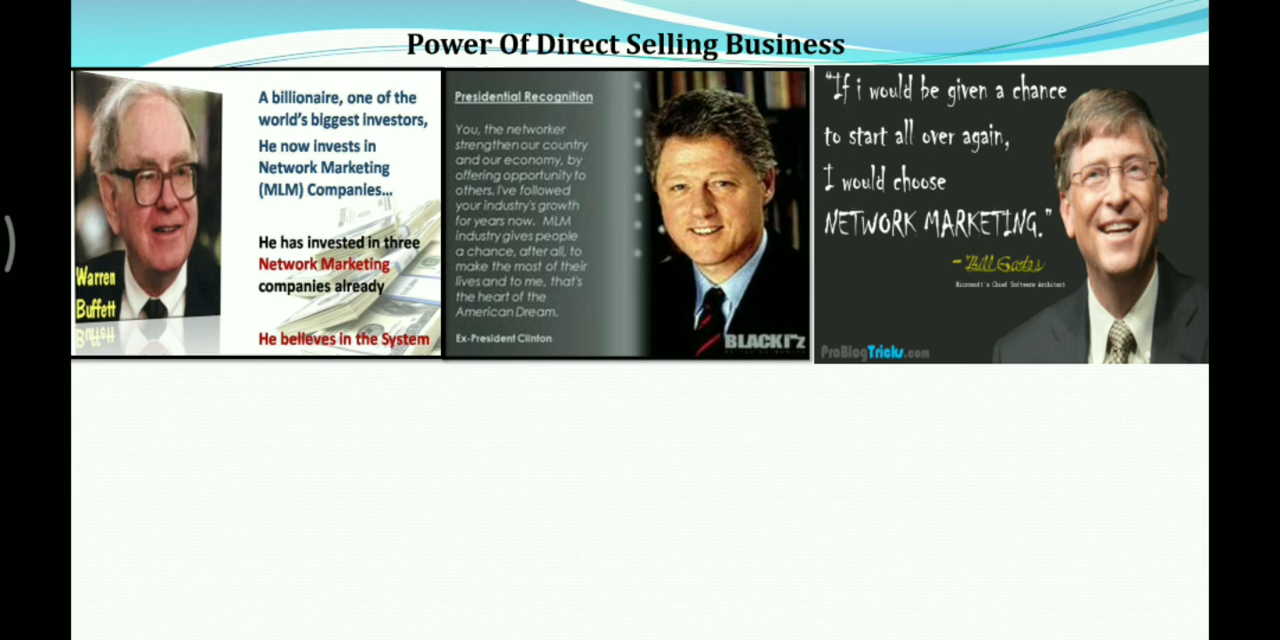 Power Of Direct Selling Business
A billionaire, one of the
world's biggest investors,
He now invests in
Network Marketing
(MLM) Companies...
He has invested in three
Network Marketing
companies already
He believes in the System
Warren
Buffett
Presidential Recognition
You, the networker
strengthen our country
and our economy, by
offering opportunity to
others. I've followed
your industry's growth
for years now. MLM
industry gives people
a chance, after all, to
make the most of their
lives and to me, that's
the heart of the
American Dream.
Ex-President Clinton
"If i would be given a chance
to start all over again,
I would choose
NETWORK MARKETING."
- "Bill Gates
Microsoft's Chief Software Architect
ProBlogTricks.com